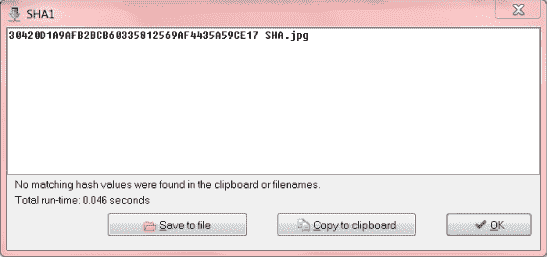 SHA1
30420D1A9AFB2BCB60335812569AF4435A59CE17 SHA.jpg
No matching hash values were found in the clipboard or filenames.
Total run-time: 0.046 seconds
Save to file
Copy to clipboard
OK